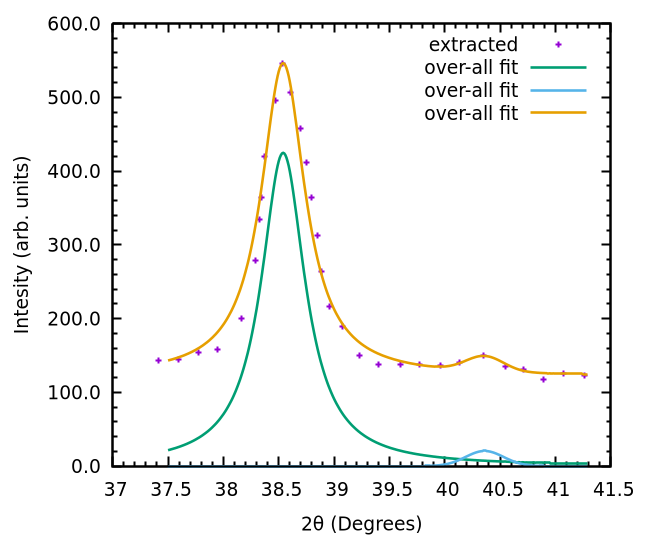 600.0
500.0
400.0
300.0
200.0
100.0
0.0
Intesity (arb. units)
extracted
over-all fit
over-all fit
over-all fit
37 37.5 38 38.5 39 39.5 40 40.5 41 41.5
2θ (Degrees)